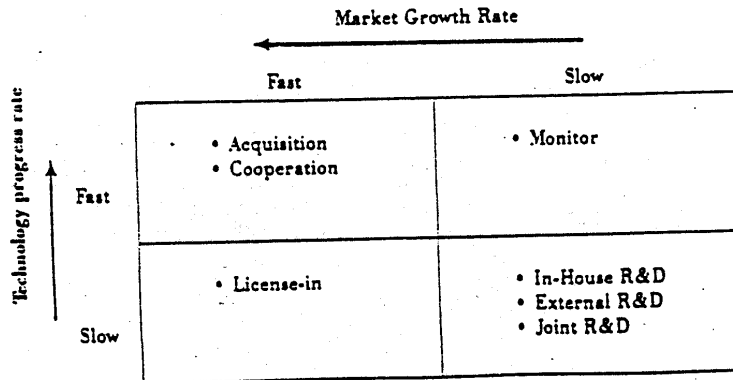 Market Growth Rate
Fast
Slow
Technology progress rate
Fast
• Acquisition
• Cooperation
• Monitor
Slow
• License-in
• In-House R&D
• External R&D
• Joint R&D